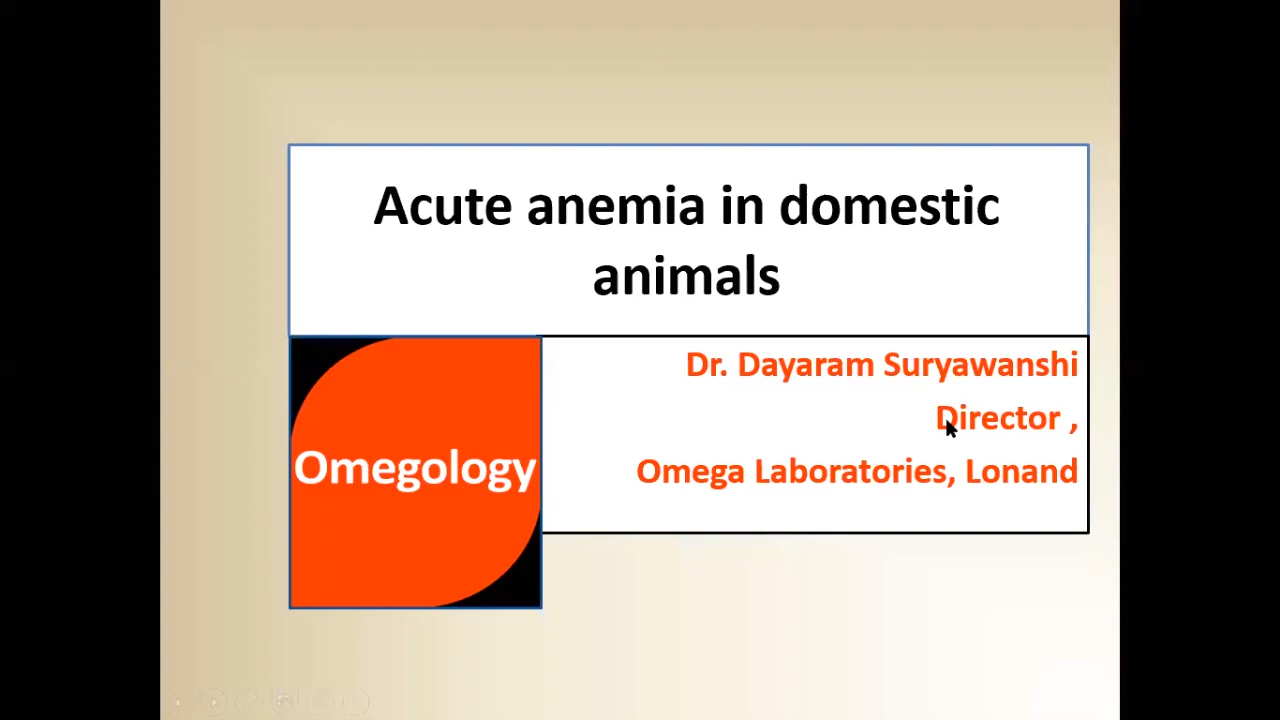 Acute anemia in domestic
animals
Dr. Dayaram Suryawanshi
Director ,
Omegology
Omega Laboratories, Lonand